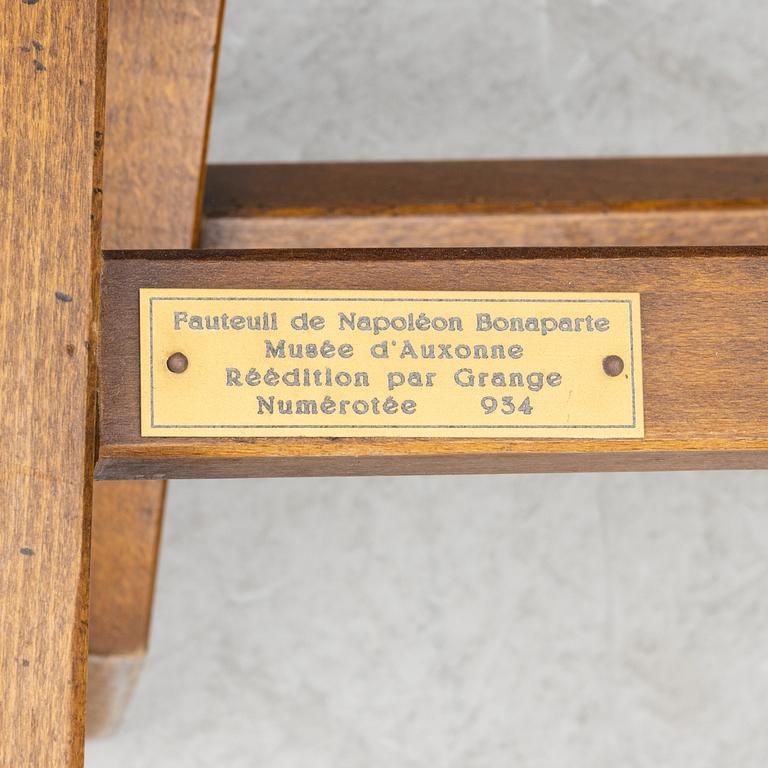 Fauteuil de Napoléon Bonaparte
Musée d'Auxonne
Réédition par Grange
Numérotée 934